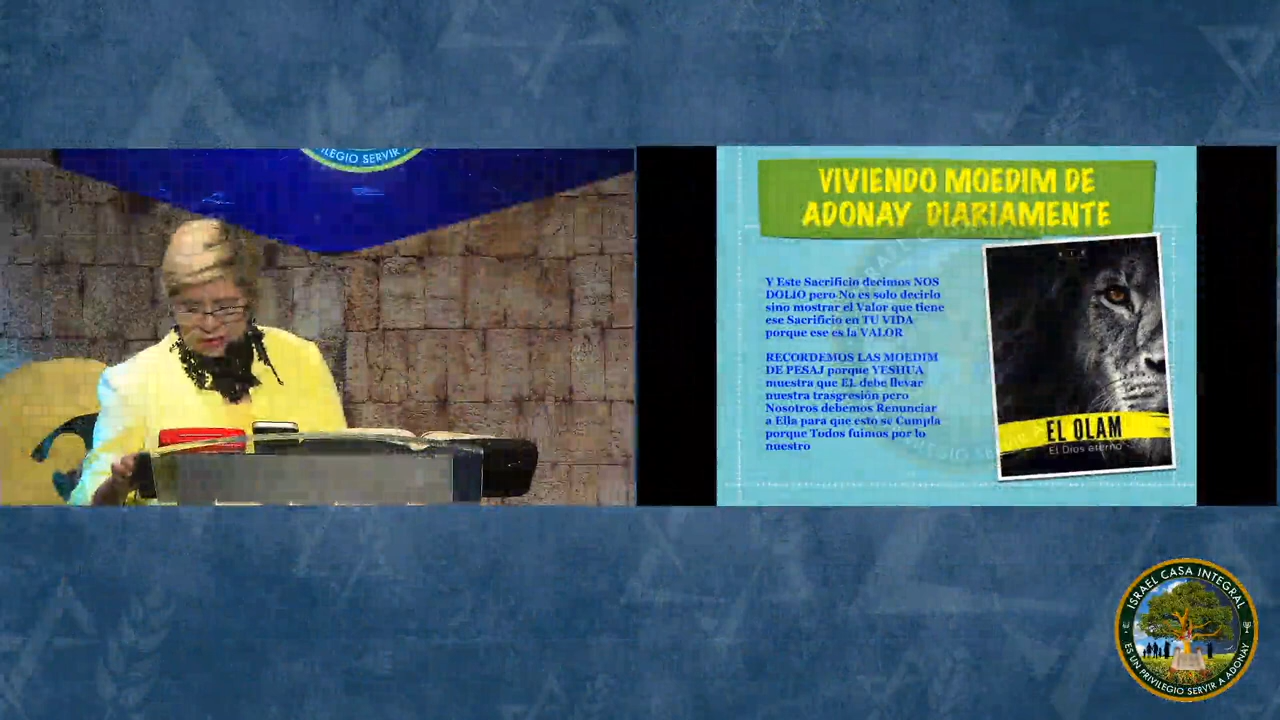 LEGIO SERVIR A
VIVIENDO MOEDIM DE
ADONAY DIARIAMENTE
Y Este Sacrificio decimos NOS
DOLIO pero No es solo decirlo
sino mostrar el Valor que tiene
ese Sacrificio en TU VIDA
porque ese es la VALOR
RECORDEMOS LAS MOEDIM
DE PESAJ porque YESHUA
muestra que EL debe llevar
nuestra trasgresión pero
Nosotros debemos Renunciar
a Ella para que esto se Cumpla
porque Todos fuimos por lo
nuestro
EL OLAM
El Dios eterno
ISRAEL CASA INTEGRAL
ES UN PRIVILEGIO SERVIR A ADONAY